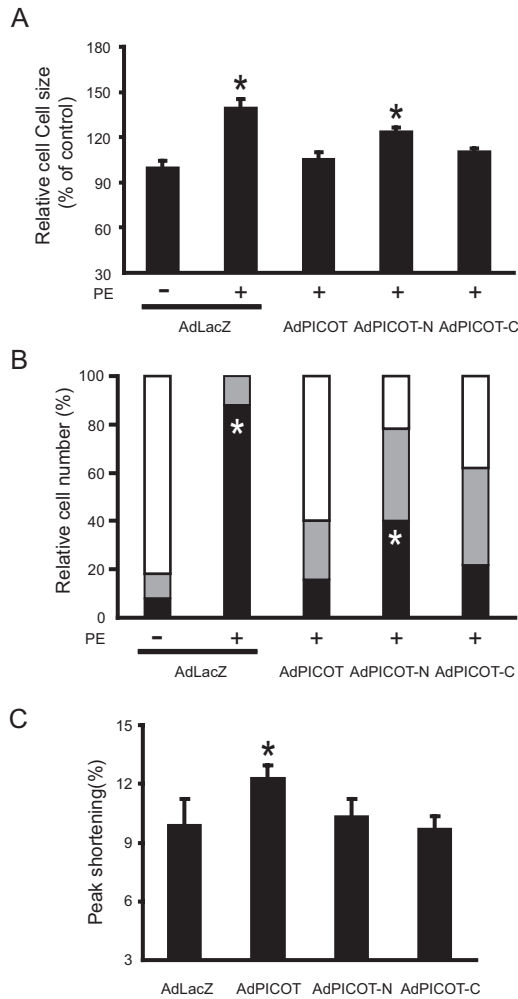 A
Relative cell Cell size
(% of control)
180
150
120
90
60
30
*
*
PE
– + + + +
AdLacZ AdPICOT AdPICOT-N AdPICOT-C
B
Relative cell number (%)
100
80
60
40
20
0
*
*
PE
– + + + +
AdLacZ AdPICOT AdPICOT-N AdPICOT-C
C
Peak shortening(%)
15
12
9
6
3
*
AdLacZ AdPICOT AdPICOT-N AdPICOT-C